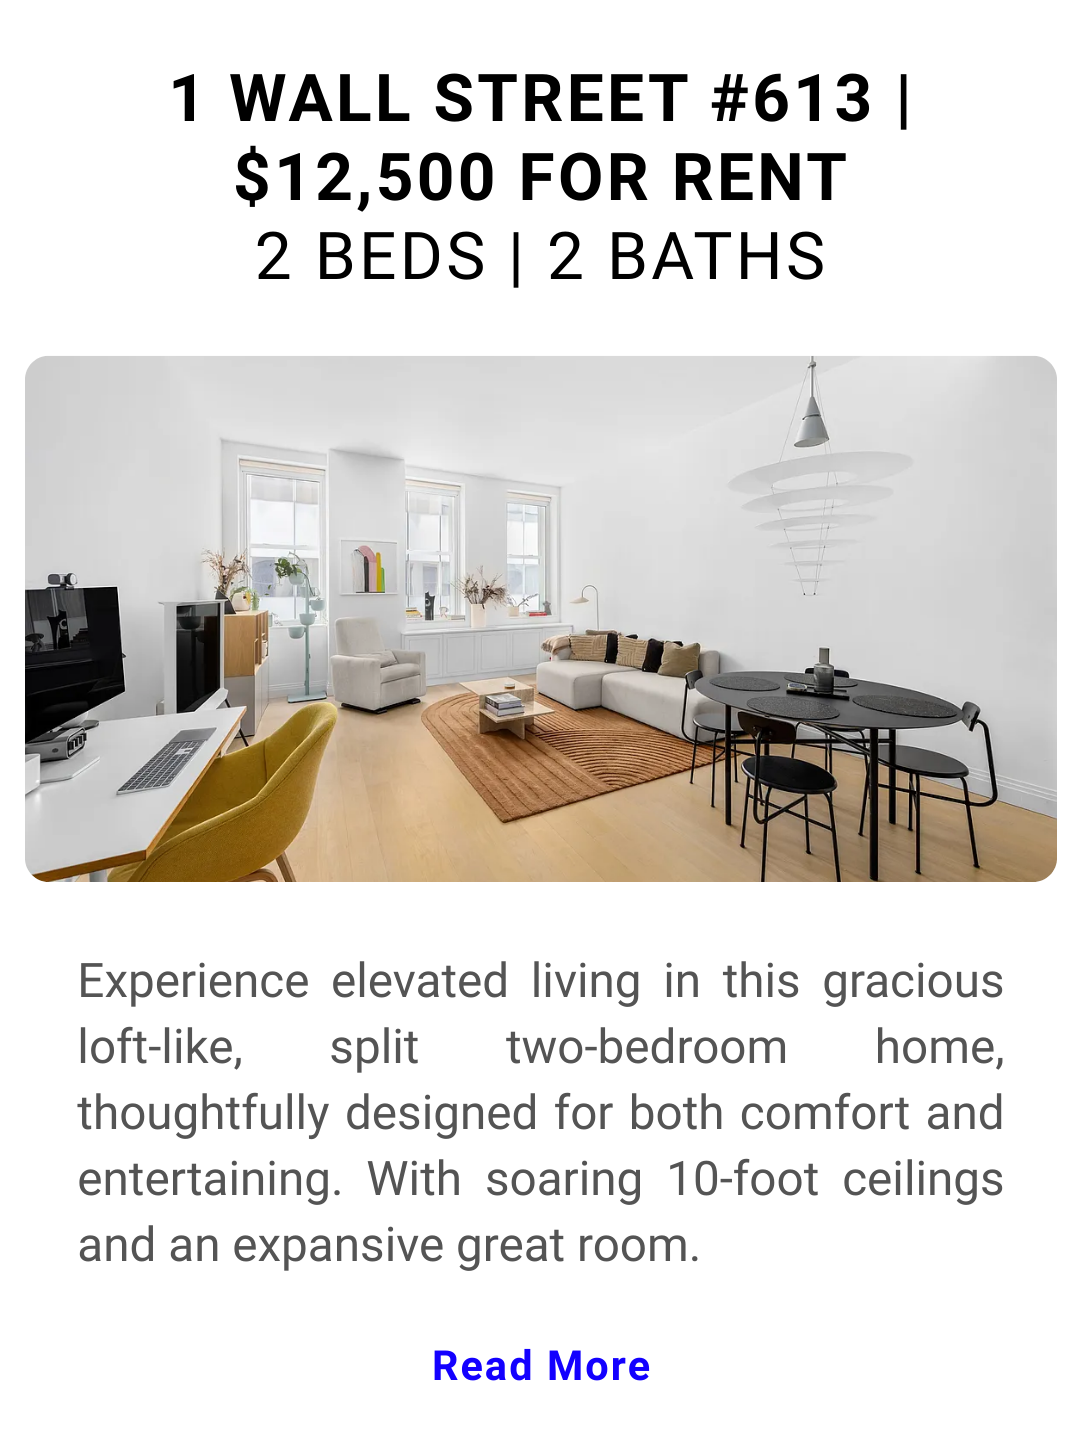 1 WALL STREET #613 |
$12,500 FOR RENT
2 BEDS | 2 BATHS
Experience elevated living in this gracious
loft-like, split two-bedroom home,
thoughtfully designed for both comfort and
entertaining. With soaring 10-foot ceilings
and an expansive great room.
Read More